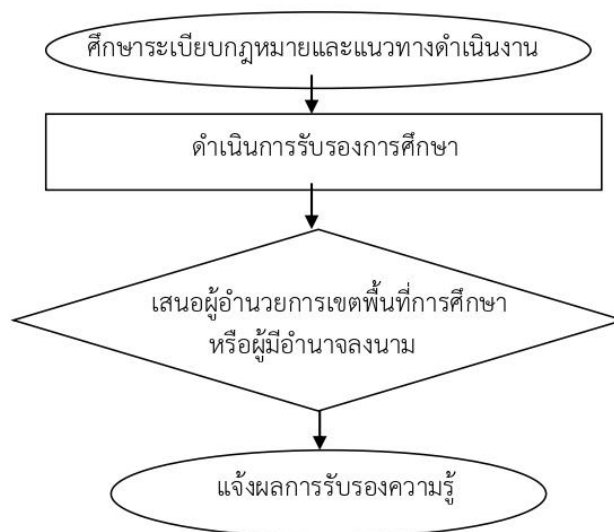 ศึกษาระเบียบกฎหมายและแนวทางดำเนินงาน
ดำเนินการรับรองการศึกษา
เสนอผู้อำนวยการเขตพื้นที่การศึกษา
หรือผู้มีอำนาจลงนาม
แจ้งผลการรับรองความรู้